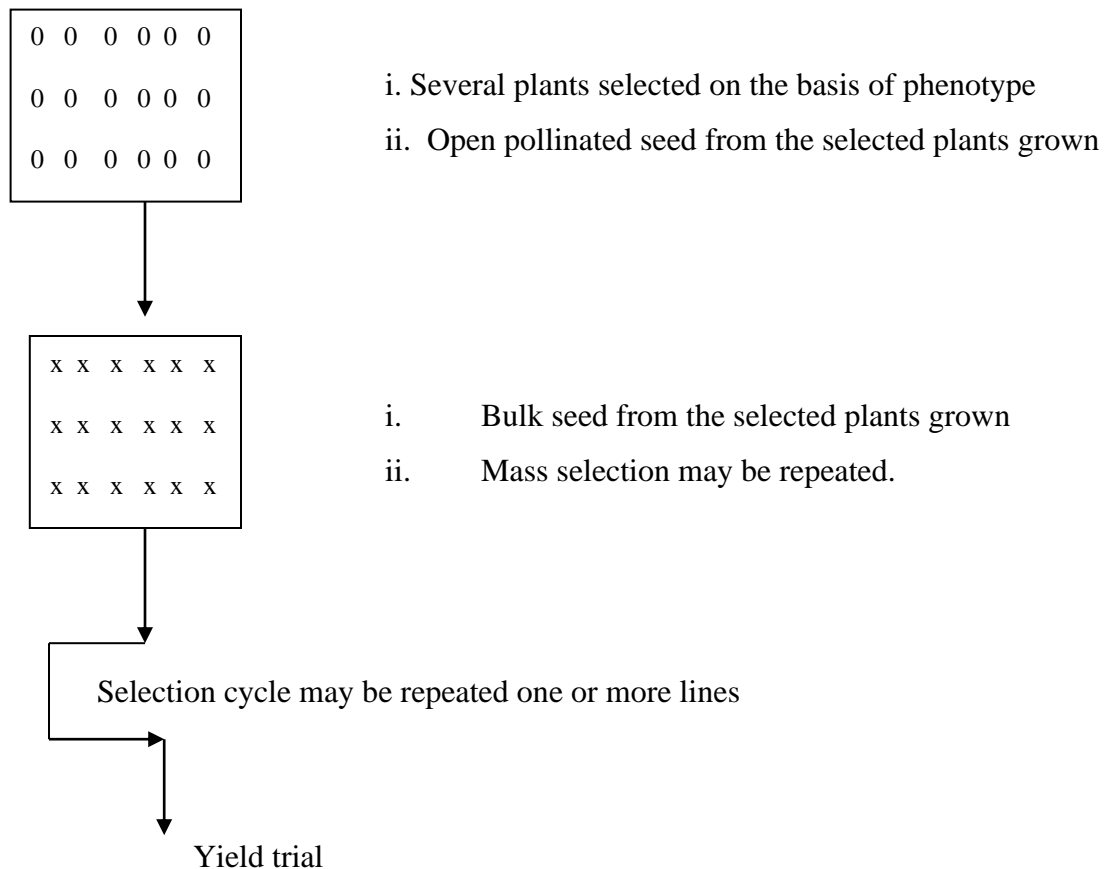 0 0 0 0 0 0
0 0 0 0 0 0
0 0 0 0 0 0
i. Several plants selected on the basis of phenotype
ii. Open pollinated seed from the selected plants grown
x x x x x x
x x x x x x
x x x x x x
i. Bulk seed from the selected plants grown
ii. Mass selection may be repeated.
Selection cycle may be repeated one or more lines
Yield trial